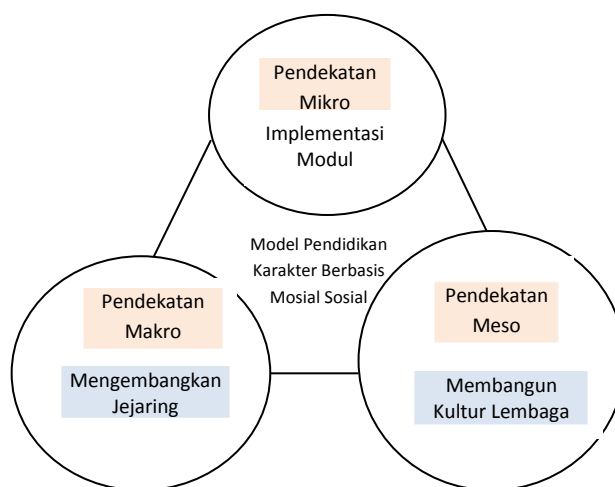 Pendekatan
Mikro
Implementasi
Modul
Model Pendidikan
Karakter Berbasis
Mosial Sosial
Pendekatan
Makro
Mengembangkan
Jejaring
Pendekatan
Meso
Membangun
Kultur Lembaga